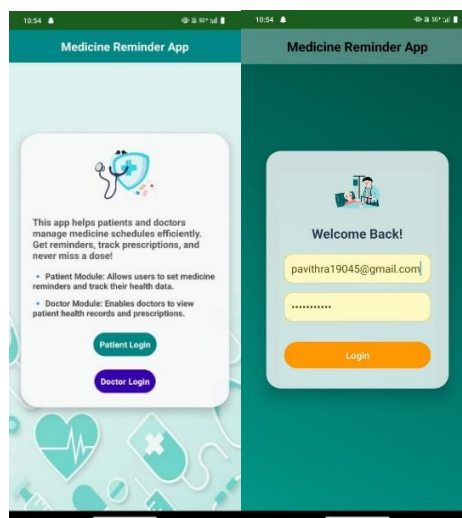 10:54
Medicine Reminder App
This app helps patients and doctors
manage medicine schedules efficiently.
Get reminders, track prescriptions, and
never miss a dose!
• Patient Module: Allows users to set medicine
reminders and track their health data.
• Doctor Module: Enables doctors to view
patient health records and prescriptions.
Patient Login
Doctor Login
10:54
Medicine Reminder App
Welcome Back!
pavithra19045@gmail.com
•••••••••••
Login